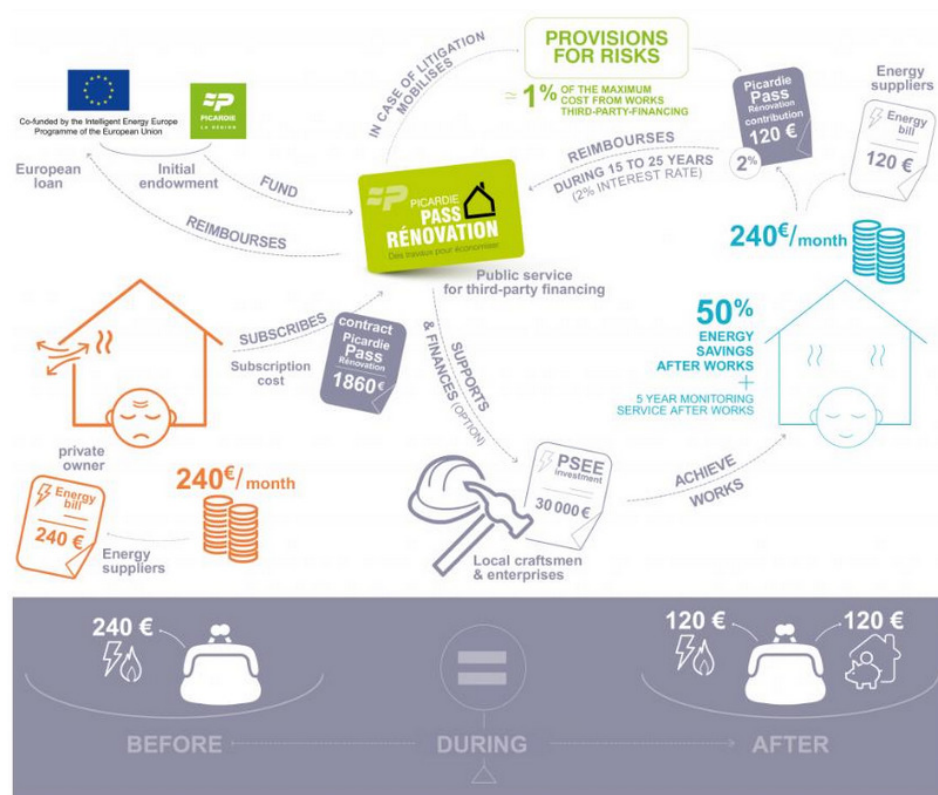 PROVISIONS
FOR RISKS
≃ 1% OF THE MAXIMUM
COST FROM WORKS
THIRD-PARTY-FINANCING
IN CASE OF LITIGATION
MOBILISES
Co-funded by the Intelligent Energy Europe
Programme of the European Union
PICARDIE
LA RÉGION
European
loan
Initial
endowment
FUND
REIMBOURSES
PICARDIE
PASS
RÉNOVATION
Des travaux pour économiser
Public service
for third-party financing
REIMBOURSES
DURING 15 TO 25 YEARS
(2% INTEREST RATE)
Picardie
Pass
Rénovation
contribution
120 €
2%
Energy
suppliers
Energy
bill
120 €
240€/month
SUBSCRIBES
Subscription
cost
contract
Picardie
Pass
Rénovation
1860€
SUPPORTS
& FINANCES (OPTION)
50%
ENERGY
SAVINGS
AFTER WORKS
+
5 YEAR MONITORING
SERVICE AFTER WORKS
private
owner
240€/month
Energy
bill
240 €
Energy
suppliers
PSEE
investment
30 000 €
Local craftsmen
& enterprises
ACHIEVE
WORKS
240 €
=
120 €
120 €
BEFORE
DURING
AFTER